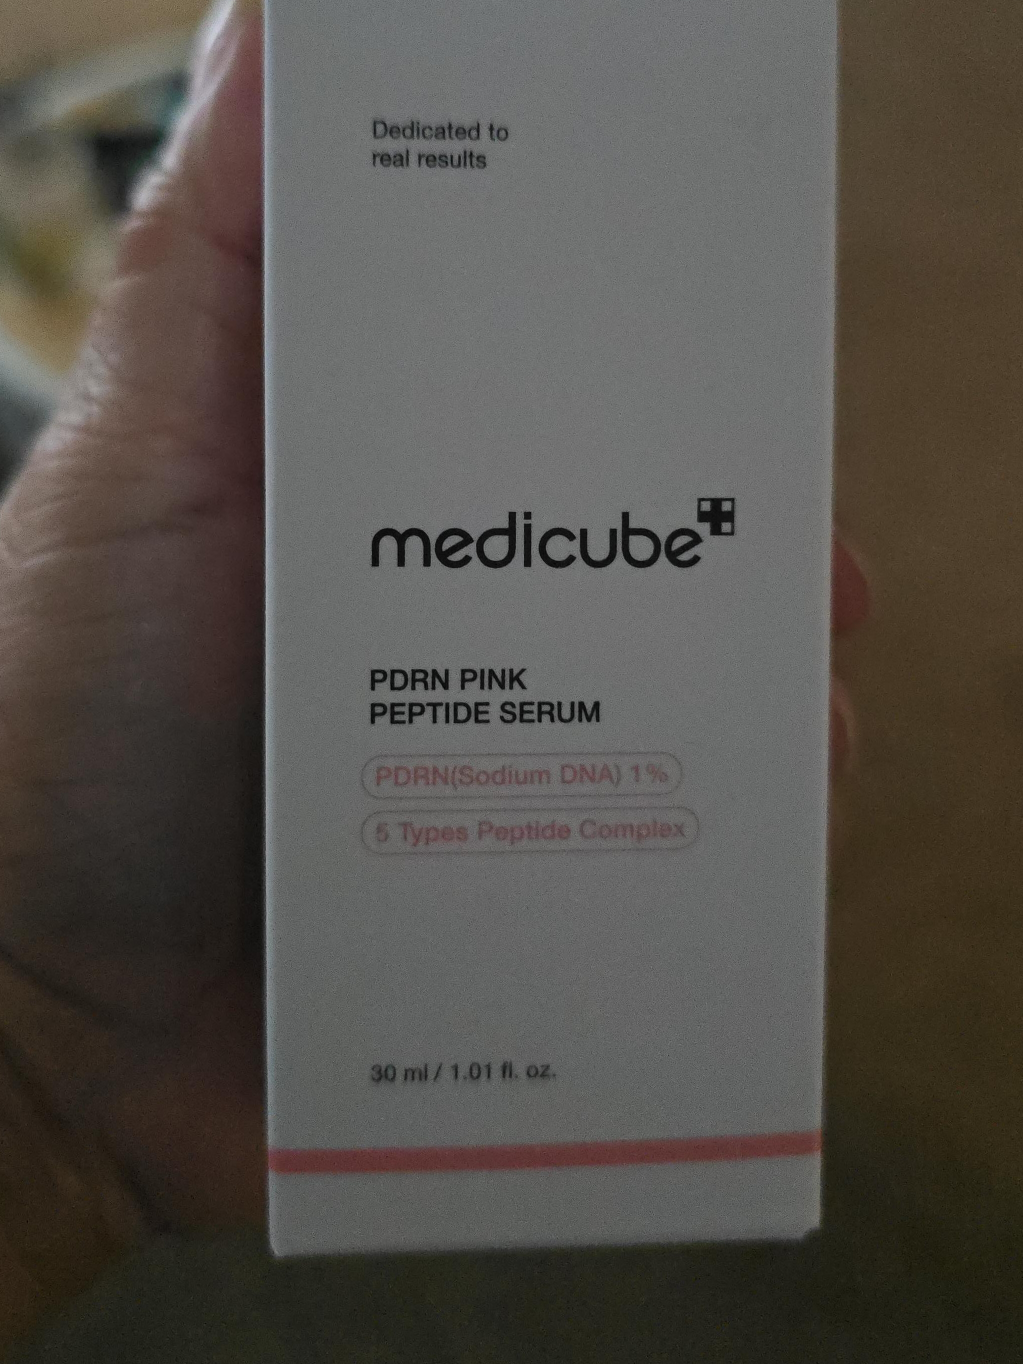 Dedicated to
real results
medicube
PDRN PINK
PEPTIDE SERUM
PDRN(Sodium DNA) 1%
5 Types Peptide Complex
30 ml / 1.01 fl. oz.